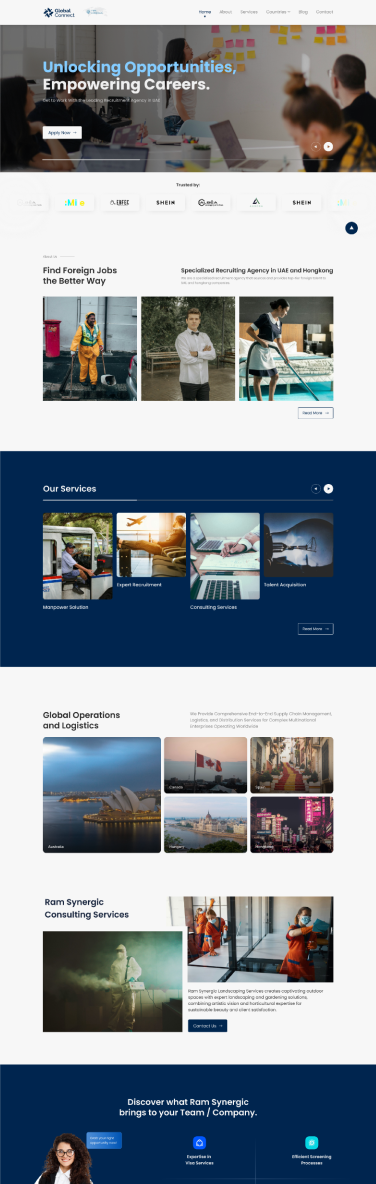 Global
Connect
Home
About
Services
Countries
Blog
Contact
Unlocking Opportunities,
Empowering Careers.
Get to Work With the Leading Recruitment Agency in UAE
Apply Now →
Trusted by:
SHEIN
SHEIN
About Us
Find Foreign Jobs
the Better Way
Specialized Recruiting Agency in UAE and Hongkong
Read More →
Our Services
Manpower Solution
Expert Recruitment
Consulting Services
Talent Acquisition
Read More →
Global Operations
and Logistics
We Provide Comprehensive End-to-End Supply Chain Management,
Logistics, and Distribution Services for Complex Multinational
Enterprises Operating Worldwide
Australia
Canada
Spain
Hungary
Hongkong
Ram Synergic
Consulting Services
Ram Synergic Landscaping Services creates captivating outdoor
spaces with expert landscaping and gardening solutions,
combining artistic vision and horticultural expertise for
sustainable beauty and client satisfaction.
Contact Us →
Discover what Ram Synergic
brings to your Team / Company.
Expertise in
Visa Services
Efficient Screening
Processes